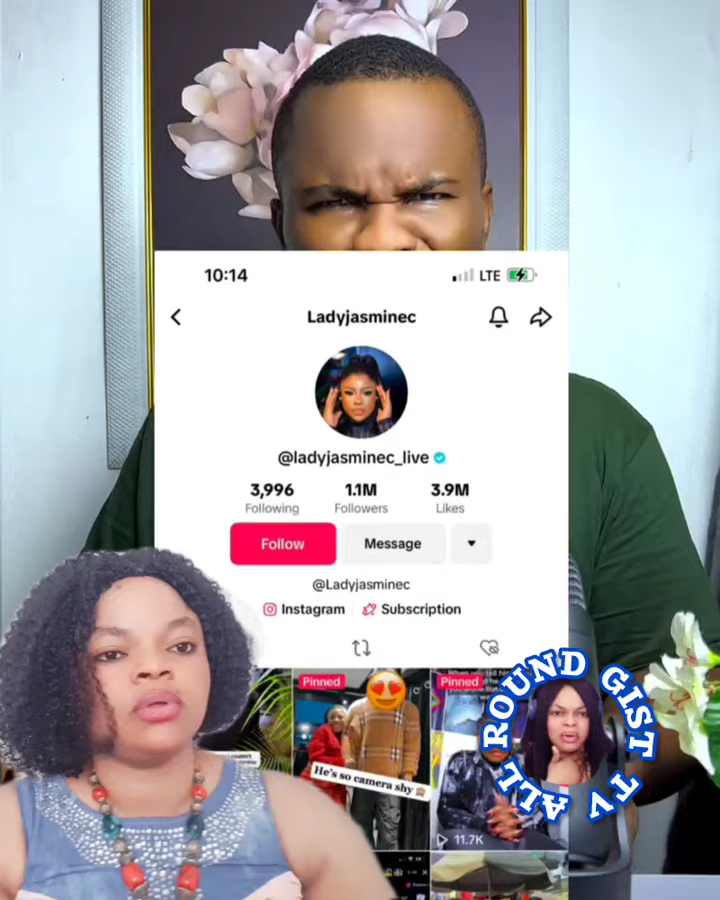 10:14
LTE
Ladyjasminec
@ladyjasminec_live
3,996
Following
1.1M
Followers
3.9M
Likes
Follow
Message
@Ladyjasminec
Instagram
Subscription
Pinned
Pinned
He's so camera shy
11.7K
ALL ROUND GIST TV